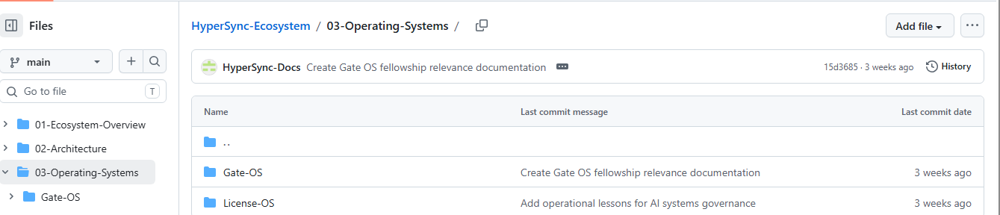 Files
main
Go to file
T
01-Ecosystem-Overview
02-Architecture
03-Operating-Systems
Gate-OS
HyperSync-Ecosystem / 03-Operating-Systems /
Add file
HyperSync-Docs Create Gate OS fellowship relevance documentation
15d3685 · 3 weeks ago
History
Name Last commit message Last commit date
..
Gate-OS Create Gate OS fellowship relevance documentation 3 weeks ago
License-OS Add operational lessons for AI systems governance 3 weeks ago